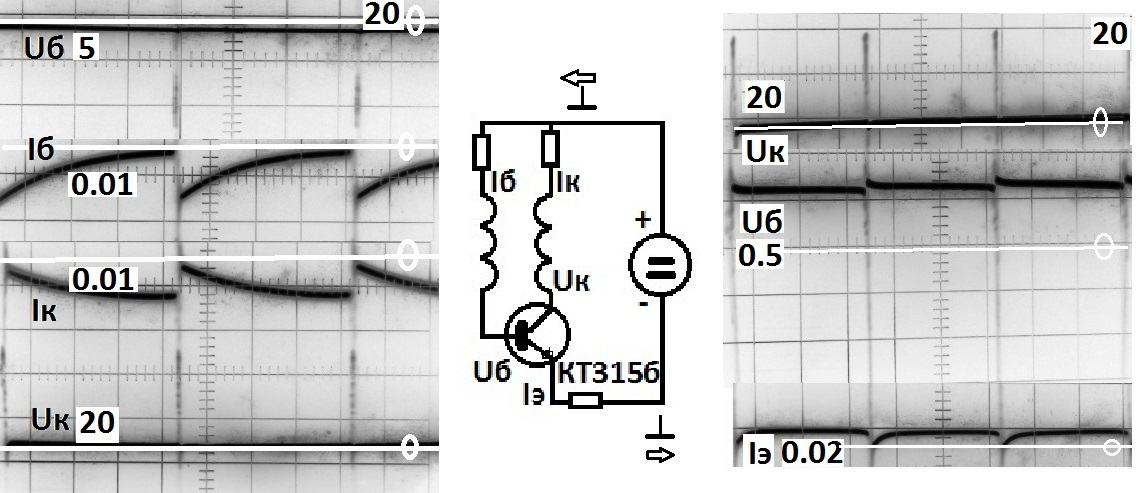 20
Uб 5
Iб
0.01
0.01
Iк
Uк 20
Iб Iк
Uк
+
=
-
Uб
КТ315б
Iэ
20
20
Uк
Uб
0.5
Iэ 0.02